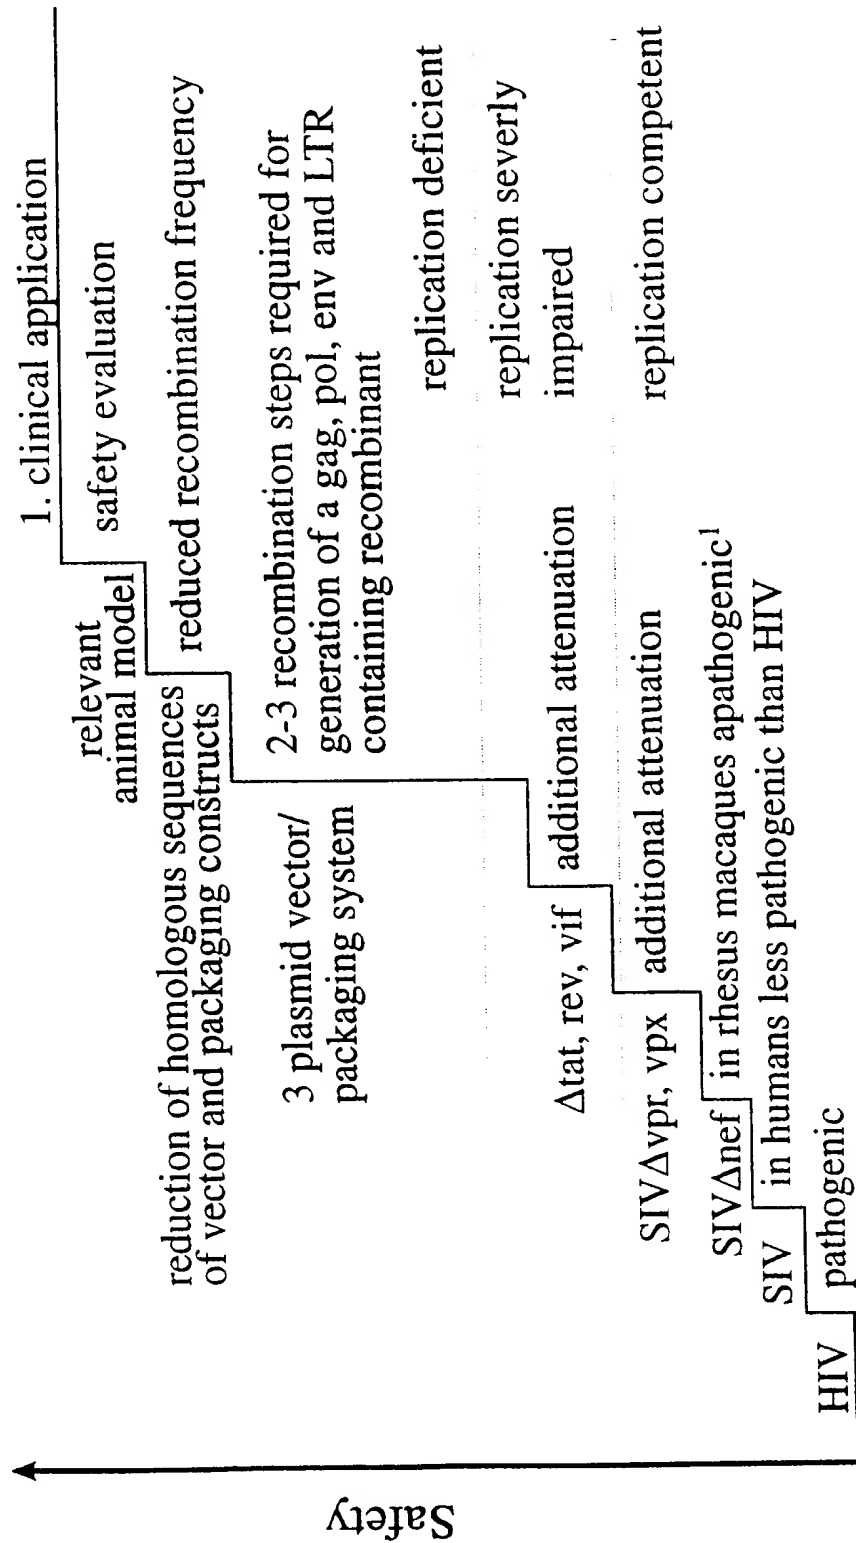 Safety
1. clinical application
safety evaluation
relevant
animal model
reduced recombination frequency
reduction of homologous sequences
of vector and packaging constructs
2-3 recombination steps required for
generation of a gag, pol, env and LTR
containing recombinant
3 plasmid vector/
packaging system
replication deficient
replication severly
impaired
additional attenuation
Δtat, rev, vif
replication competent
additional attenuation
SIVΔvpr, vpx
in rhesus macaques apathogenic¹
SIVΔnef
in humans less pathogenic than HIV
SIV
pathogenic
HIV